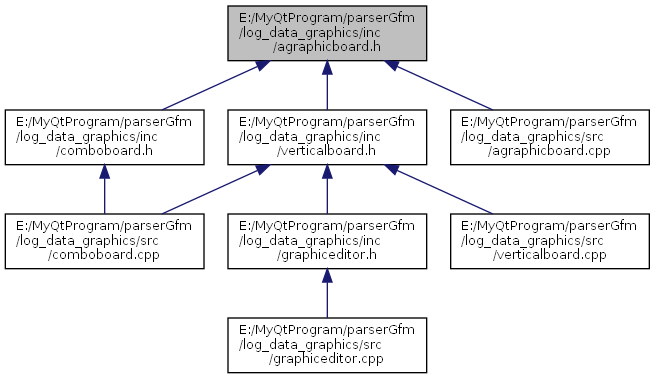 E:/MyQtProgram/parserGfm
/log_data_graphics/inc
/agraphicboard.h
E:/MyQtProgram/parserGfm
/log_data_graphics/inc
/comboboard.h
E:/MyQtProgram/parserGfm
/log_data_graphics/inc
/verticalboard.h
E:/MyQtProgram/parserGfm
/log_data_graphics/src
/agraphicboard.cpp
E:/MyQtProgram/parserGfm
/log_data_graphics/src
/comboboard.cpp
E:/MyQtProgram/parserGfm
/log_data_graphics/inc
/graphiceditor.h
E:/MyQtProgram/parserGfm
/log_data_graphics/src
/verticalboard.cpp
E:/MyQtProgram/parserGfm
/log_data_graphics/src
/graphiceditor.cpp